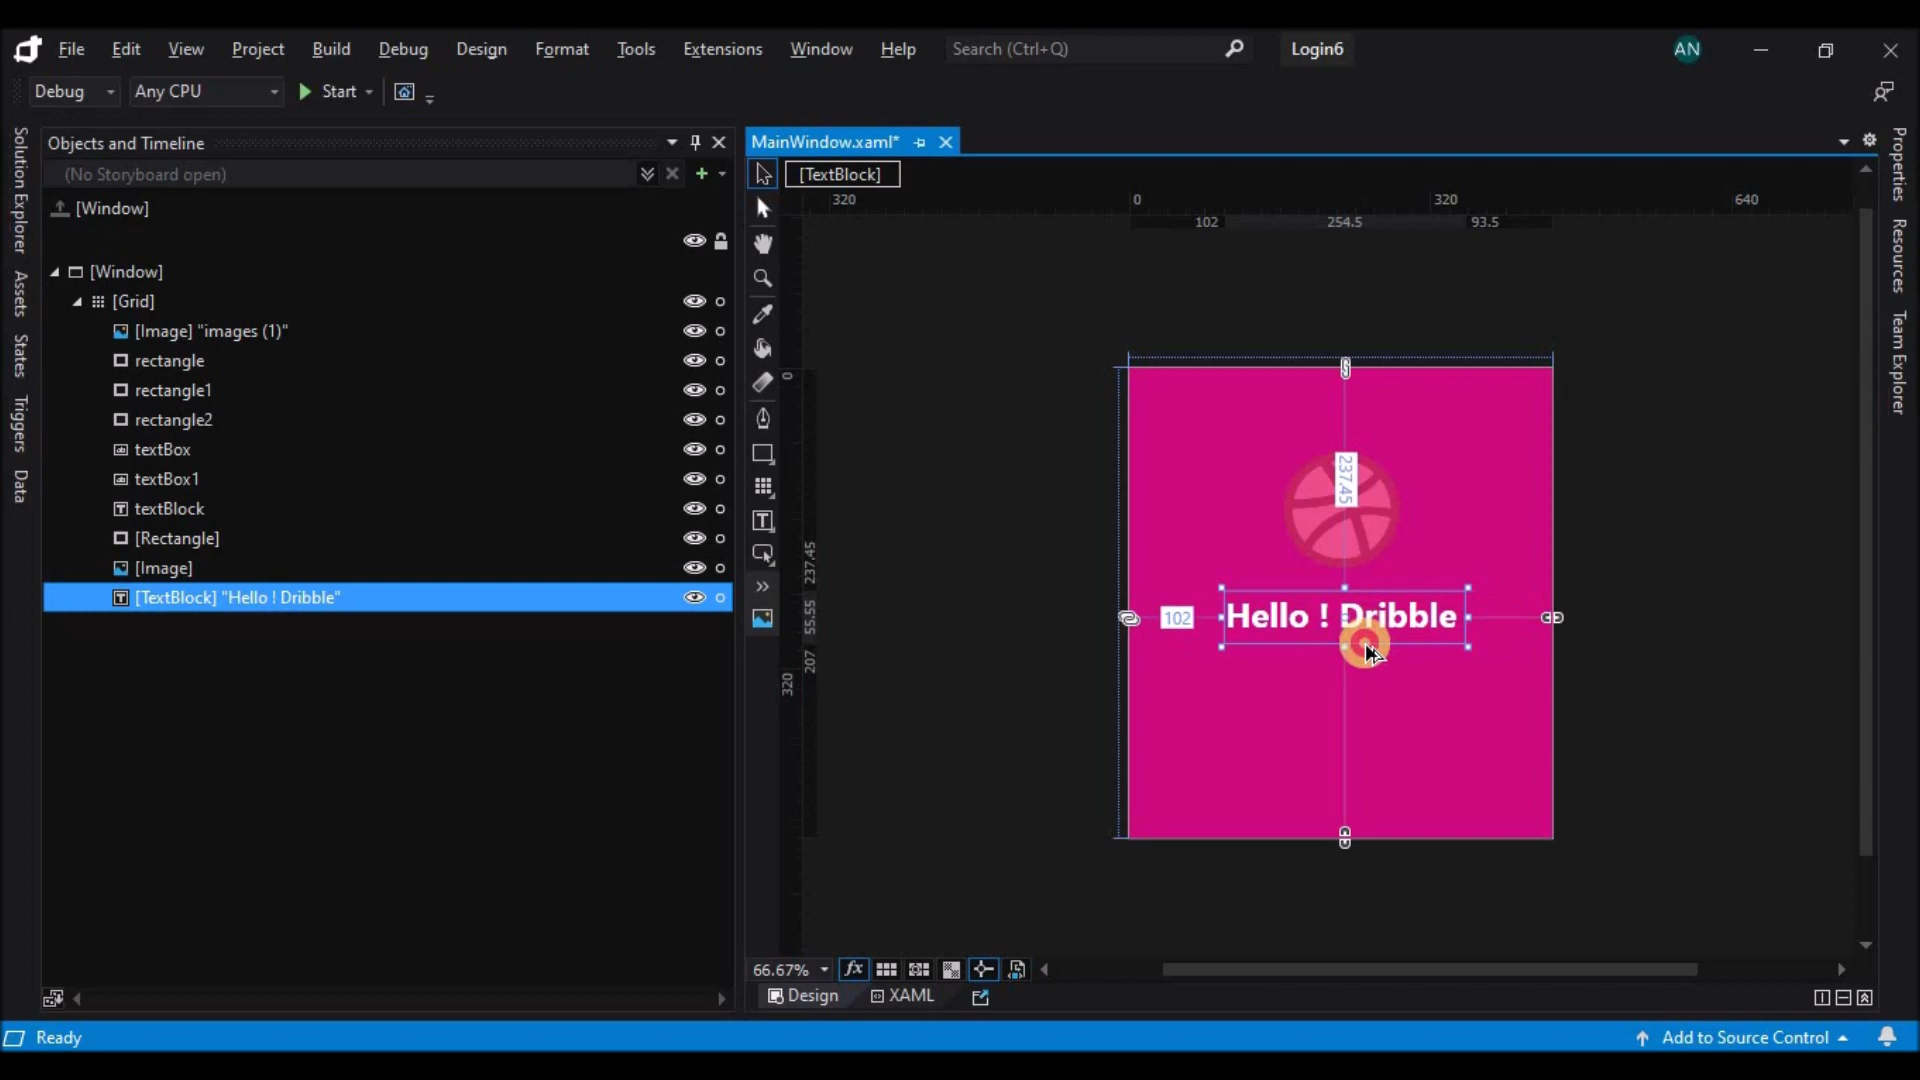 File Edit View Project Build Debug Design Format Tools Extensions Window Help Search (Ctrl+Q) Login6 AN
Debug Any CPU Start
Objects and Timeline
(No Storyboard open)
[Window]
[Window]
[Grid]
[Image] "images (1)"
rectangle
rectangle1
rectangle2
textBox
textBox1
textBlock
[Rectangle]
[Image]
[TextBlock] "Hello ! Dribble"
Solution Explorer
Assets
States
Triggers
Data
MainWindow.xaml*
[TextBlock]
320 0 320 640
102 254.5 93.5
0
237.45
55.55
207
320
237.45
102
Hello ! Dribble
66.67% fx
Design XAML
Properties
Resources
Team Explorer
Ready Add to Source Control